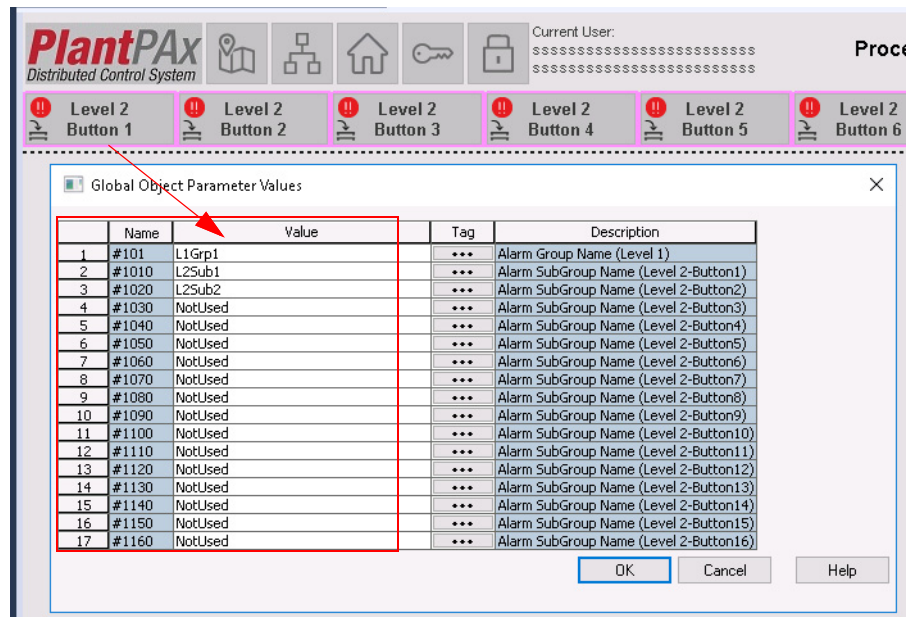 PlantPAx
Distributed Control System
Current User:
sssssssssssssssssssssssssss
sssssssssssssssssssssssssss
Proce
Level 2 Button 1
Level 2 Button 2
Level 2 Button 3
Level 2 Button 4
Level 2 Button 5
Level 2 Button 6
Global Object Parameter Values
Name Value Tag Description
1 #101 L1Grp1 ••• Alarm Group Name (Level 1)
2 #1010 L2Sub1 ••• Alarm SubGroup Name (Level 2-Button1)
3 #1020 L2Sub2 ••• Alarm SubGroup Name (Level 2-Button2)
4 #1030 NotUsed ••• Alarm SubGroup Name (Level 2-Button3)
5 #1040 NotUsed ••• Alarm SubGroup Name (Level 2-Button4)
6 #1050 NotUsed ••• Alarm SubGroup Name (Level 2-Button5)
7 #1060 NotUsed ••• Alarm SubGroup Name (Level 2-Button6)
8 #1070 NotUsed ••• Alarm SubGroup Name (Level 2-Button7)
9 #1080 NotUsed ••• Alarm SubGroup Name (Level 2-Button8)
10 #1090 NotUsed ••• Alarm SubGroup Name (Level 2-Button9)
11 #1100 NotUsed ••• Alarm SubGroup Name (Level 2-Button10)
12 #1110 NotUsed ••• Alarm SubGroup Name (Level 2-Button11)
13 #1120 NotUsed ••• Alarm SubGroup Name (Level 2-Button12)
14 #1130 NotUsed ••• Alarm SubGroup Name (Level 2-Button13)
15 #1140 NotUsed ••• Alarm SubGroup Name (Level 2-Button14)
16 #1150 NotUsed ••• Alarm SubGroup Name (Level 2-Button15)
17 #1160 NotUsed ••• Alarm SubGroup Name (Level 2-Button16)
OK Cancel Help